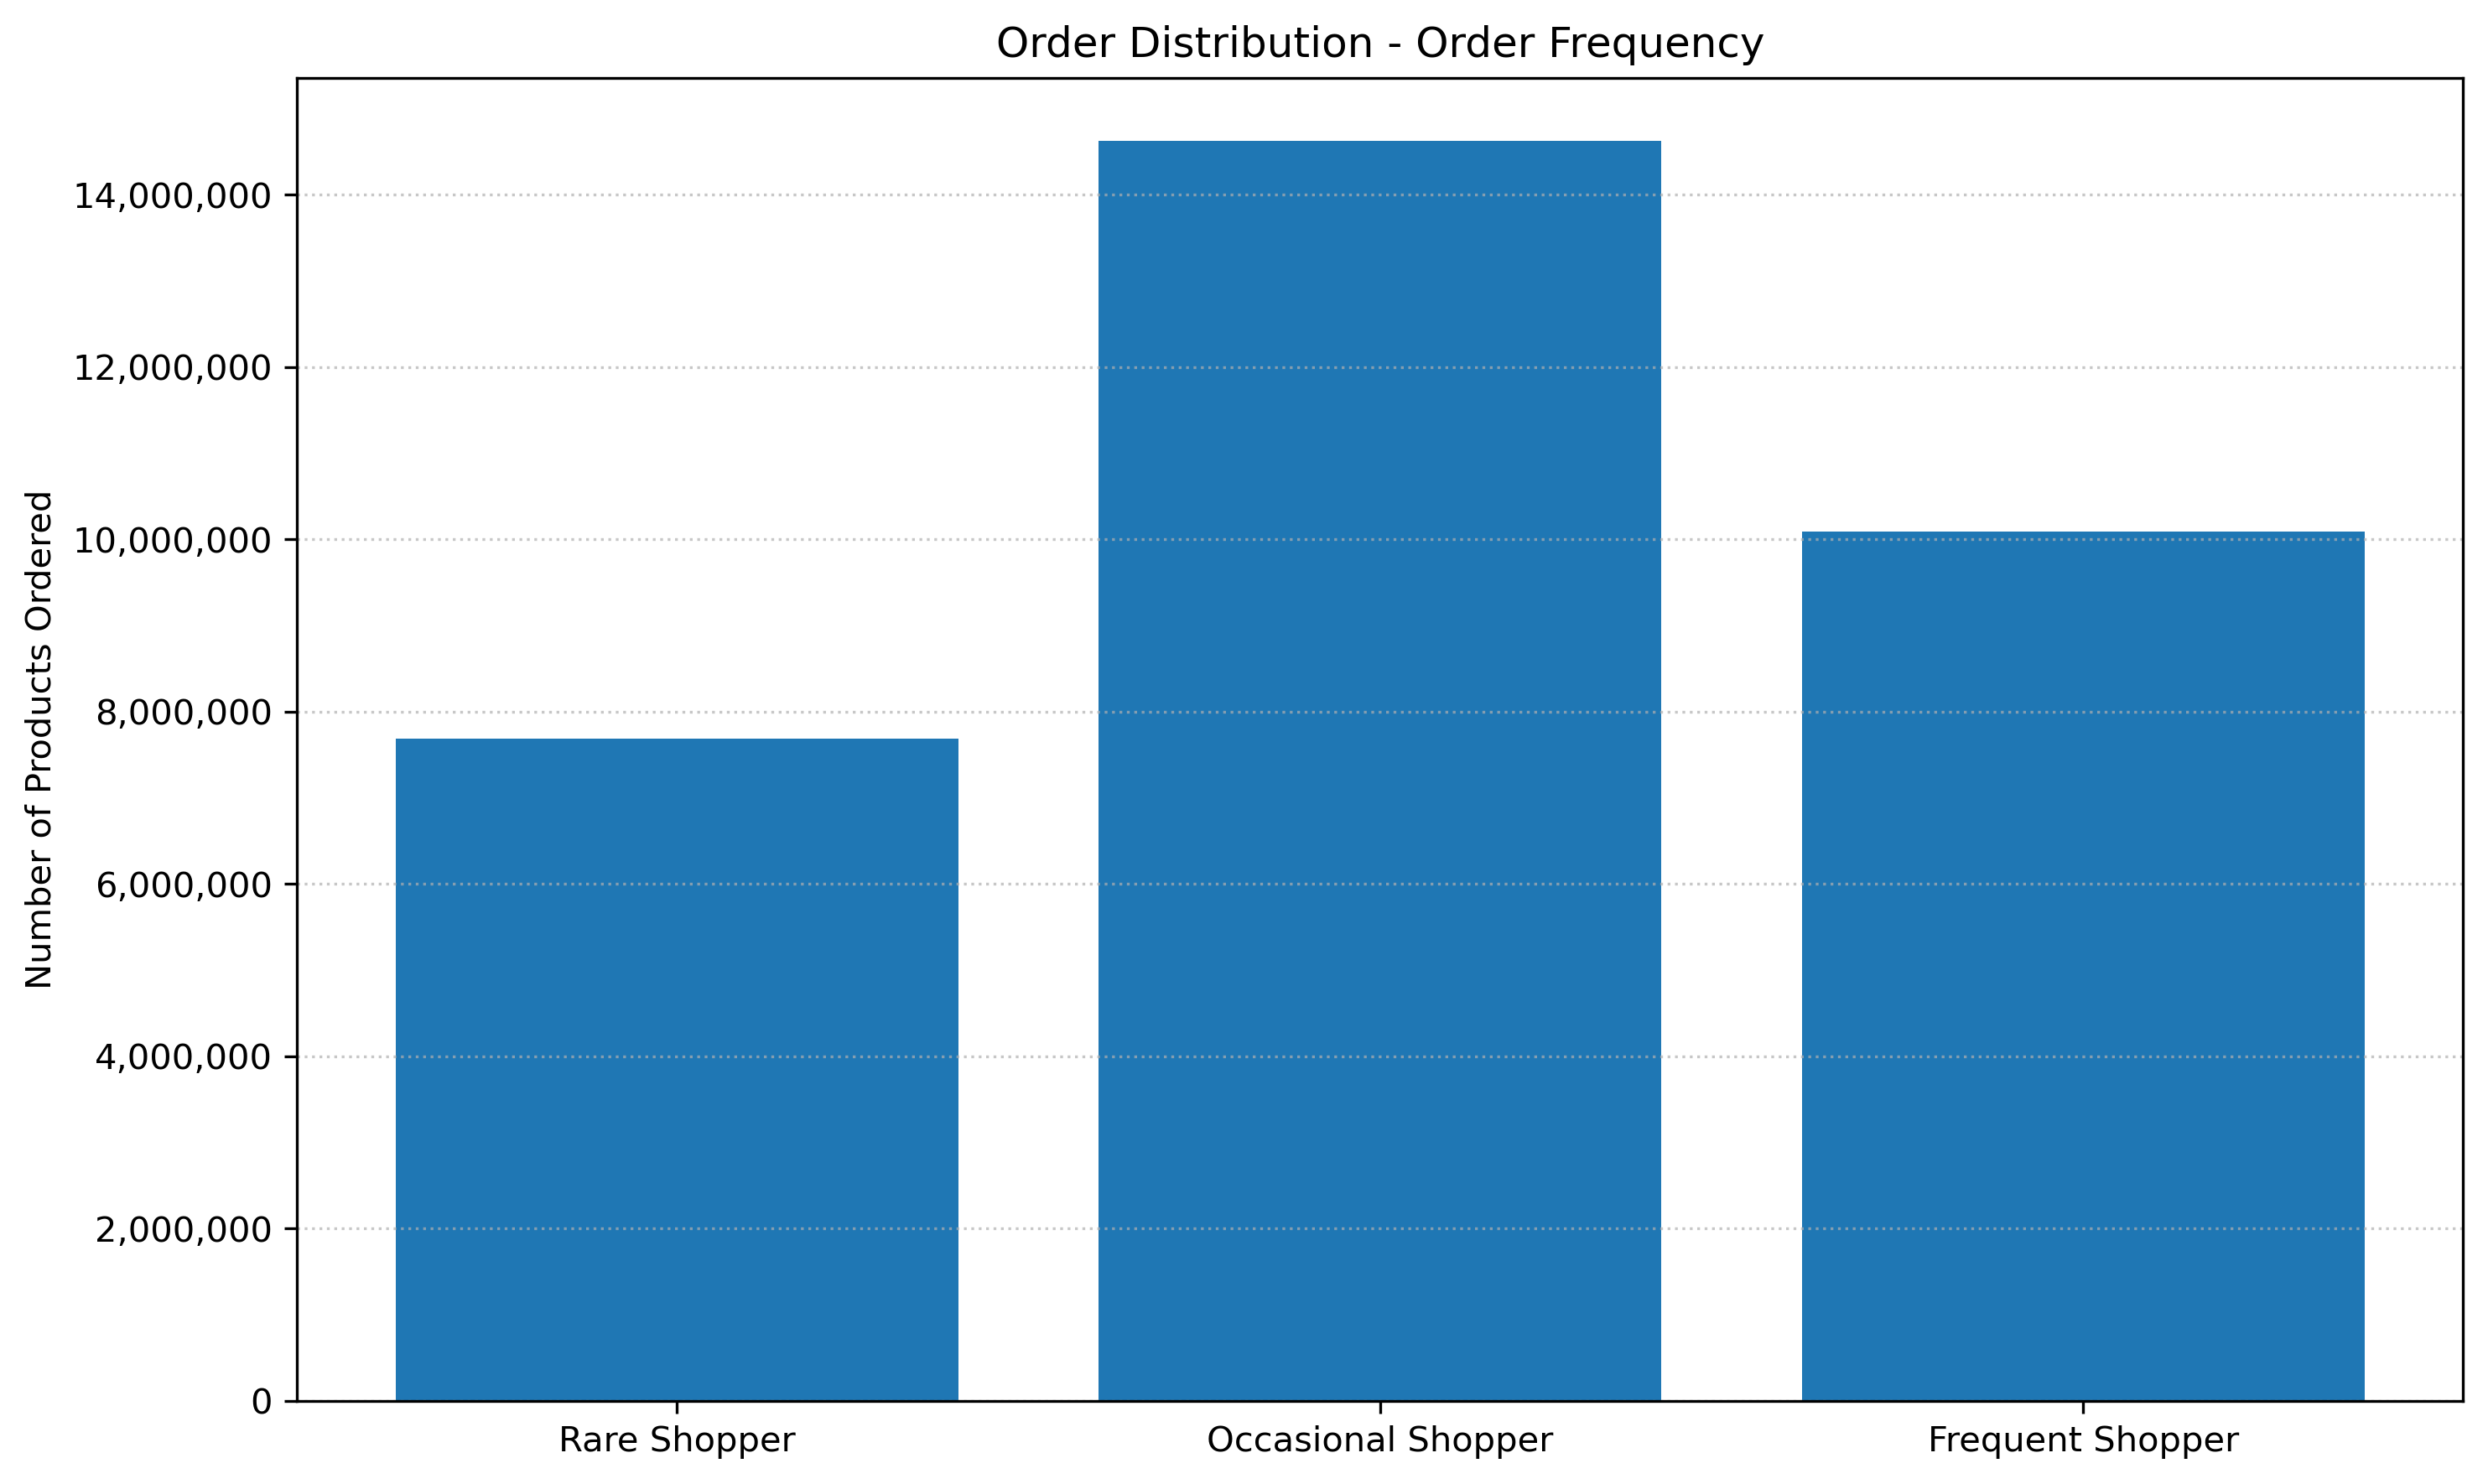 Order Distribution - Order Frequency
Number of Products Ordered
14,000,000
12,000,000
10,000,000
8,000,000
6,000,000
4,000,000
2,000,000
0
Rare Shopper
Occasional Shopper
Frequent Shopper